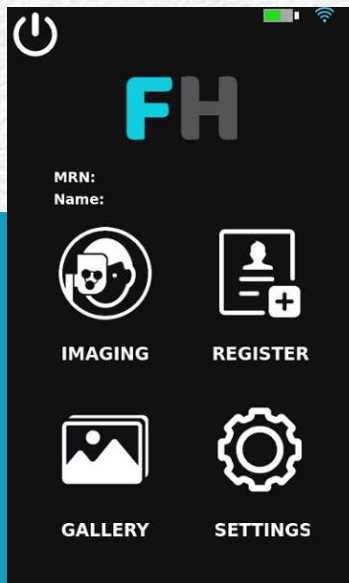 FH
MRN:
Name:
IMAGING
REGISTER
GALLERY
SETTINGS